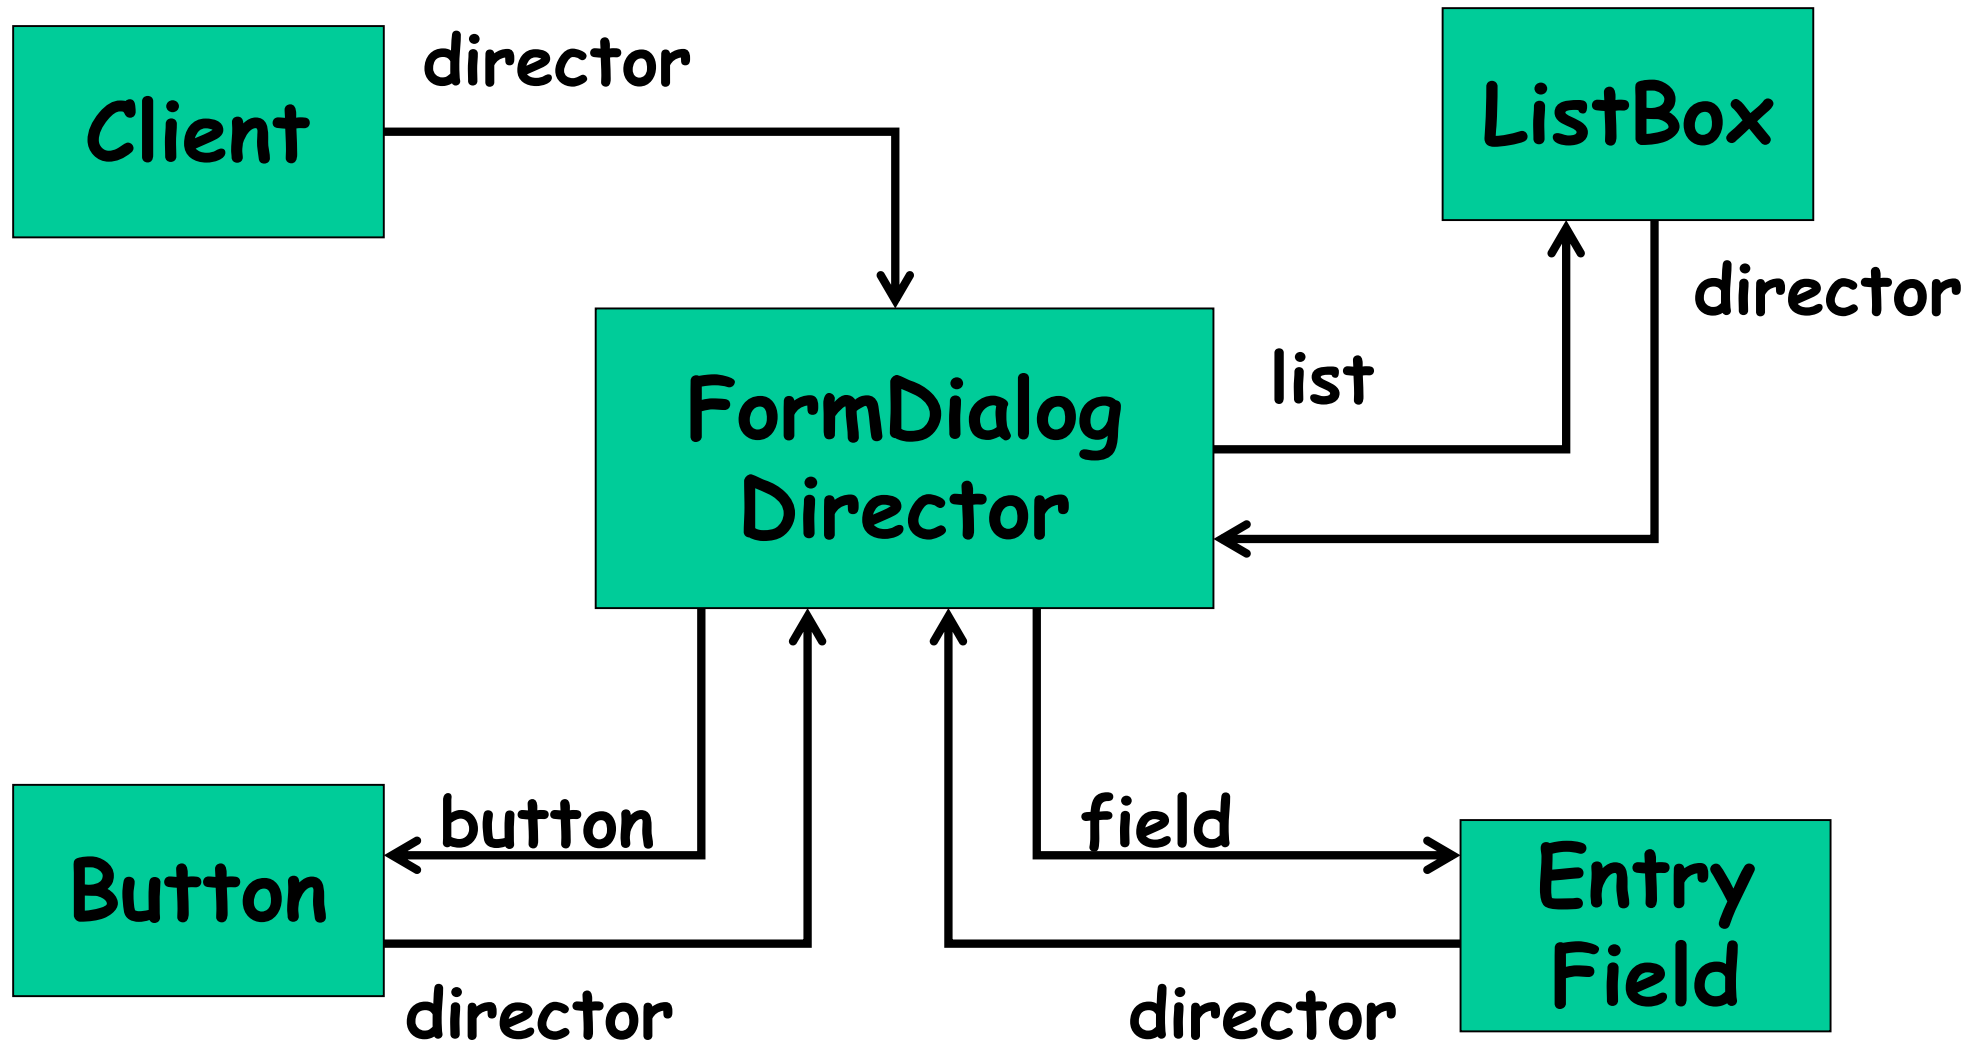 Client
director
ListBox
director
list
FormDialog
Director
button
field
Button
Entry
Field
director
director